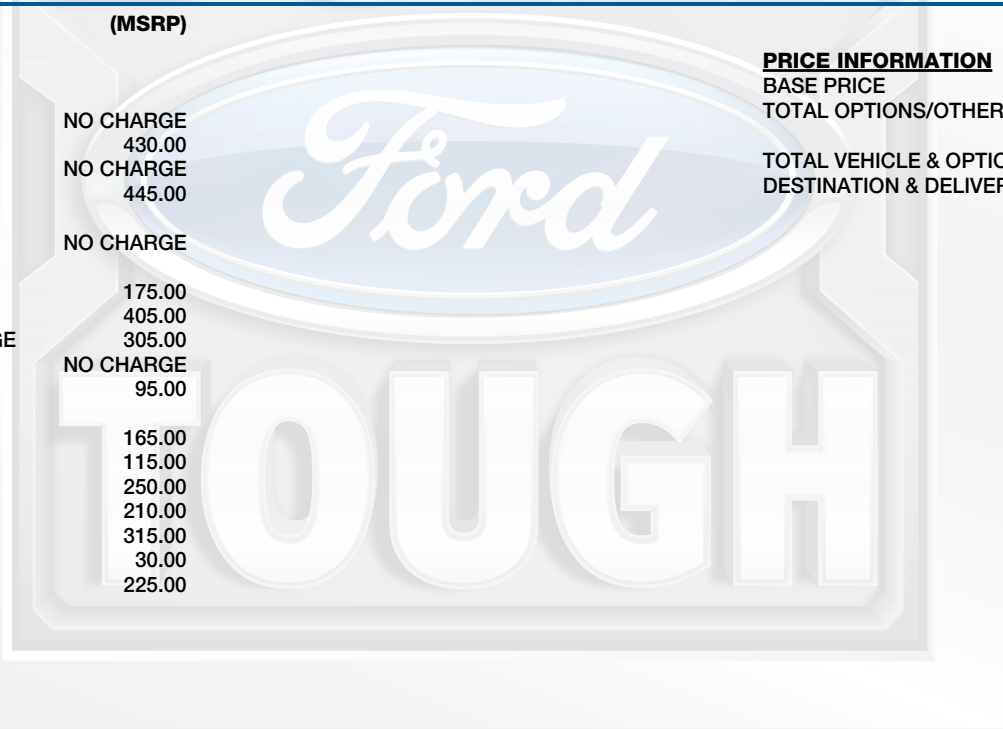 (MSRP)
NO CHARGE
430.00
NO CHARGE
445.00
NO CHARGE
175.00
405.00
GE 305.00
NO CHARGE
95.00
165.00
115.00
250.00
210.00
315.00
30.00
225.00
PRICE INFORMATION
BASE PRICE
TOTAL OPTIONS/OTHER
TOTAL VEHICLE & OPTIO
DESTINATION & DELIVER
Ford
TOUGH